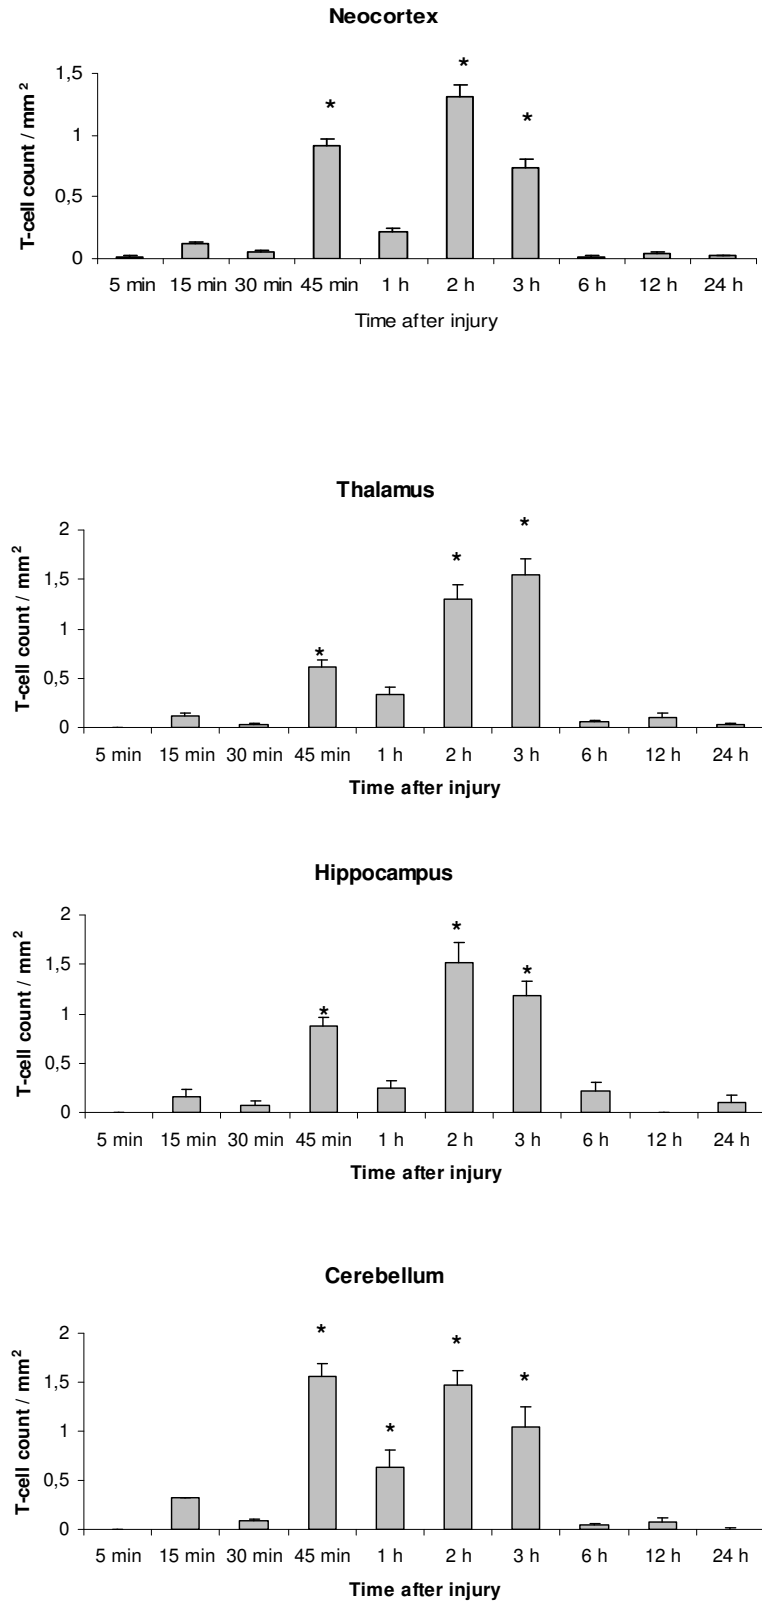 Neocortex
T-cell count / mm²
1,5
*
*
*
1
0,5
0
5 min 15 min 30 min 45 min 1 h 2 h 3 h 6 h 12 h 24 h
Time after injury
Thalamus
T-cell count / mm²
2
*
*
1,5
1
*
0,5
0
5 min 15 min 30 min 45 min 1 h 2 h 3 h 6 h 12 h 24 h
Time after injury
Hippocampus
T-cell count / mm²
2
*
1,5
*
1
*
0,5
0
5 min 15 min 30 min 45 min 1 h 2 h 3 h 6 h 12 h 24 h
Time after injury
Cerebellum
T-cell count / mm²
2
*
*
1,5
*
1
*
0,5
0
5 min 15 min 30 min 45 min 1 h 2 h 3 h 6 h 12 h 24 h
Time after injury